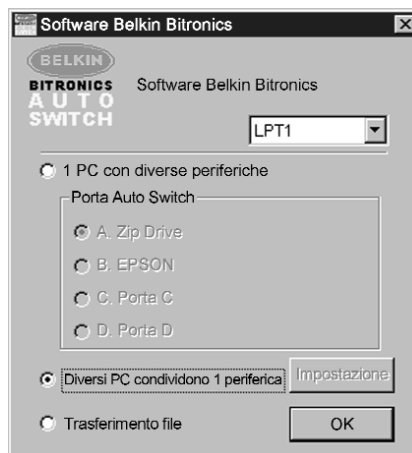 Software Belkin Bitronics
BELKIN
BITRONICS
AUTO
SWITCH
Software Belkin Bitronics
LPT1
1 PC con diverse periferiche
Porta Auto Switch
A. Zip Drive
B. EPSON
C. Porta C
D. Porta D
Diversi PC condividono 1 periferica
Impostazione
Trasferimento file
OK